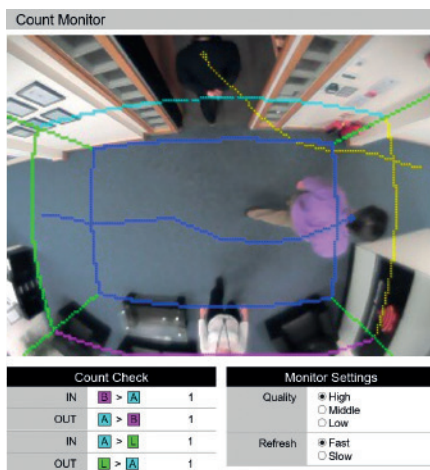 Count Monitor
Count Check
IN B > A 1
OUT A > B 1
IN A > L 1
OUT L > A 1
Monitor Settings
Quality High
Middle
Low
Refresh Fast
Slow